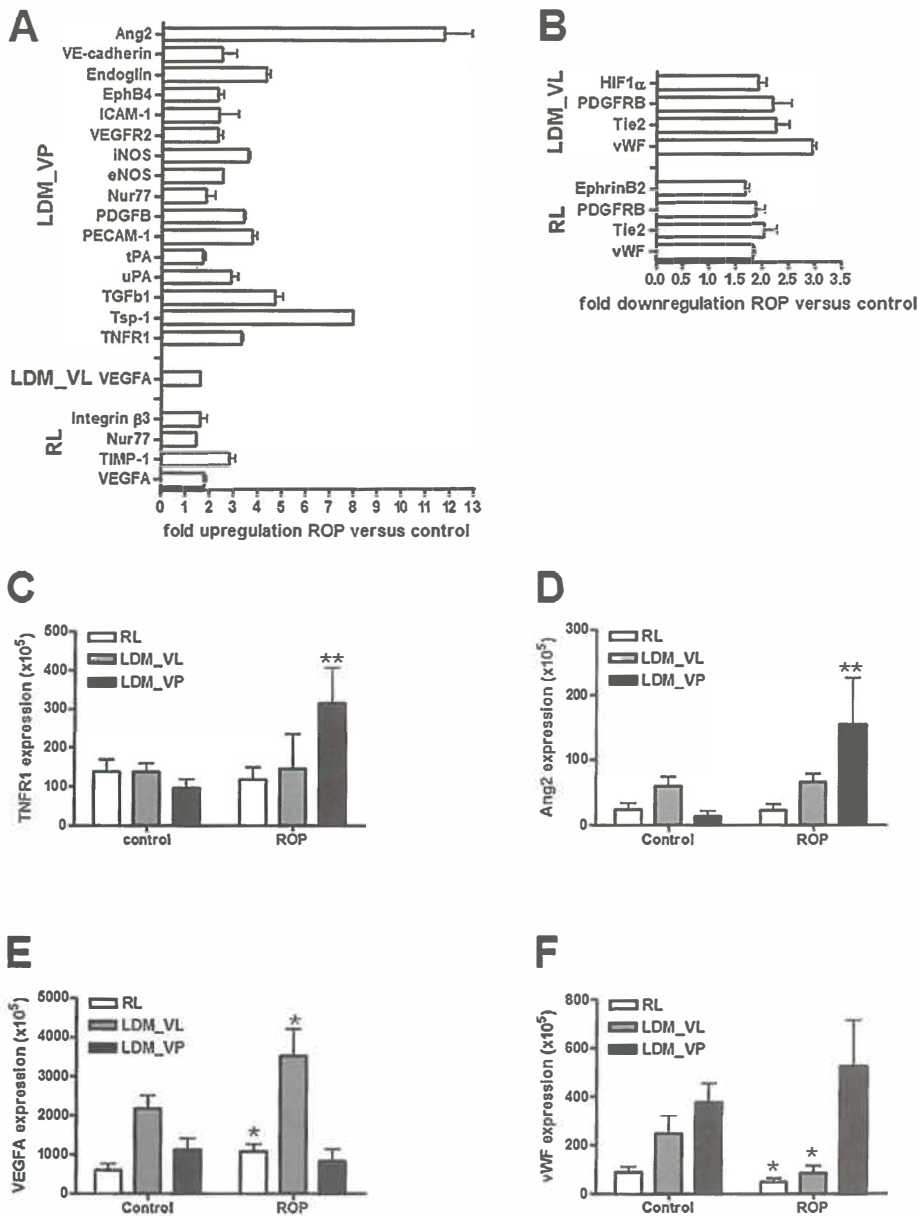 A
LDM_VP
Ang2
VE-cadherin
Endoglin
EphB4
ICAM-1
VEGFR2
iNOS
eNOS
Nur77
PDGFB
PECAM-1
tPA
uPA
TGFb1
Tsp-1
TNFR1
LDM_VL VEGFA
RL
Integrin β3
Nur77
TIMP-1
VEGFA
0 1 2 3 4 5 6 7 8 9 10 11 12 13
fold upregulation ROP versus control
B
LDM_VL
HIF1α
PDGFRB
Tie2
vWF
RL
EphrinB2
PDGFRB
Tie2
vWF
0.0 0.5 1.0 1.5 2.0 2.5 3.0 3.5
fold downregulation ROP versus control
C
TNFR1 expression (x10⁵)
500
400
300
200
100
0
RL
LDM_VL
LDM_VP
**
control ROP
D
Ang2 expression (x10⁵)
300
200
100
0
RL
LDM_VL
LDM_VP
**
Control ROP
E
VEGFA expression (x10⁵)
5000
4000
3000
2000
1000
0
RL
LDM_VL
LDM_VP
* *
Control ROP
F
vWF expression (x10⁵)
800
600
400
200
0
RL
LDM_VL
LDM_VP
* *
Control ROP